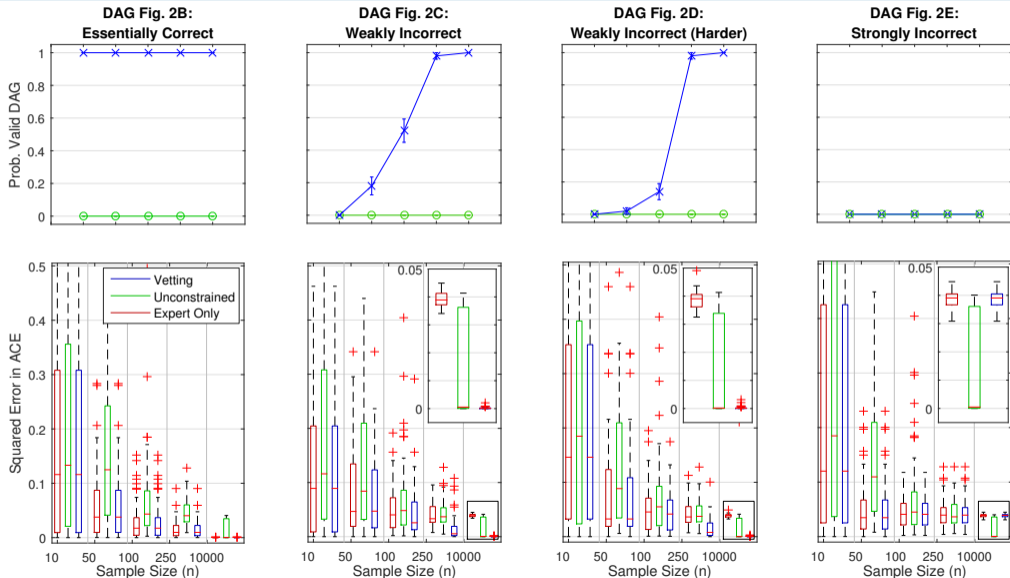 DAG Fig. 2B:
Essentially Correct
DAG Fig. 2C:
Weakly Incorrect
DAG Fig. 2D:
Weakly Incorrect (Harder)
DAG Fig. 2E:
Strongly Incorrect
Prob. Valid DAG
1
0.8
0.6
0.4
0.2
0
Squared Error in ACE
0.5
0.4
0.3
0.2
0.1
0
Vetting
Unconstrained
Expert Only
0.05
0
0.05
0
0.05
0
10 50 100 250 10000
Sample Size (n)
10 50 100 250 10000
Sample Size (n)
10 50 100 250 10000
Sample Size (n)
10 50 100 250 10000
Sample Size (n)